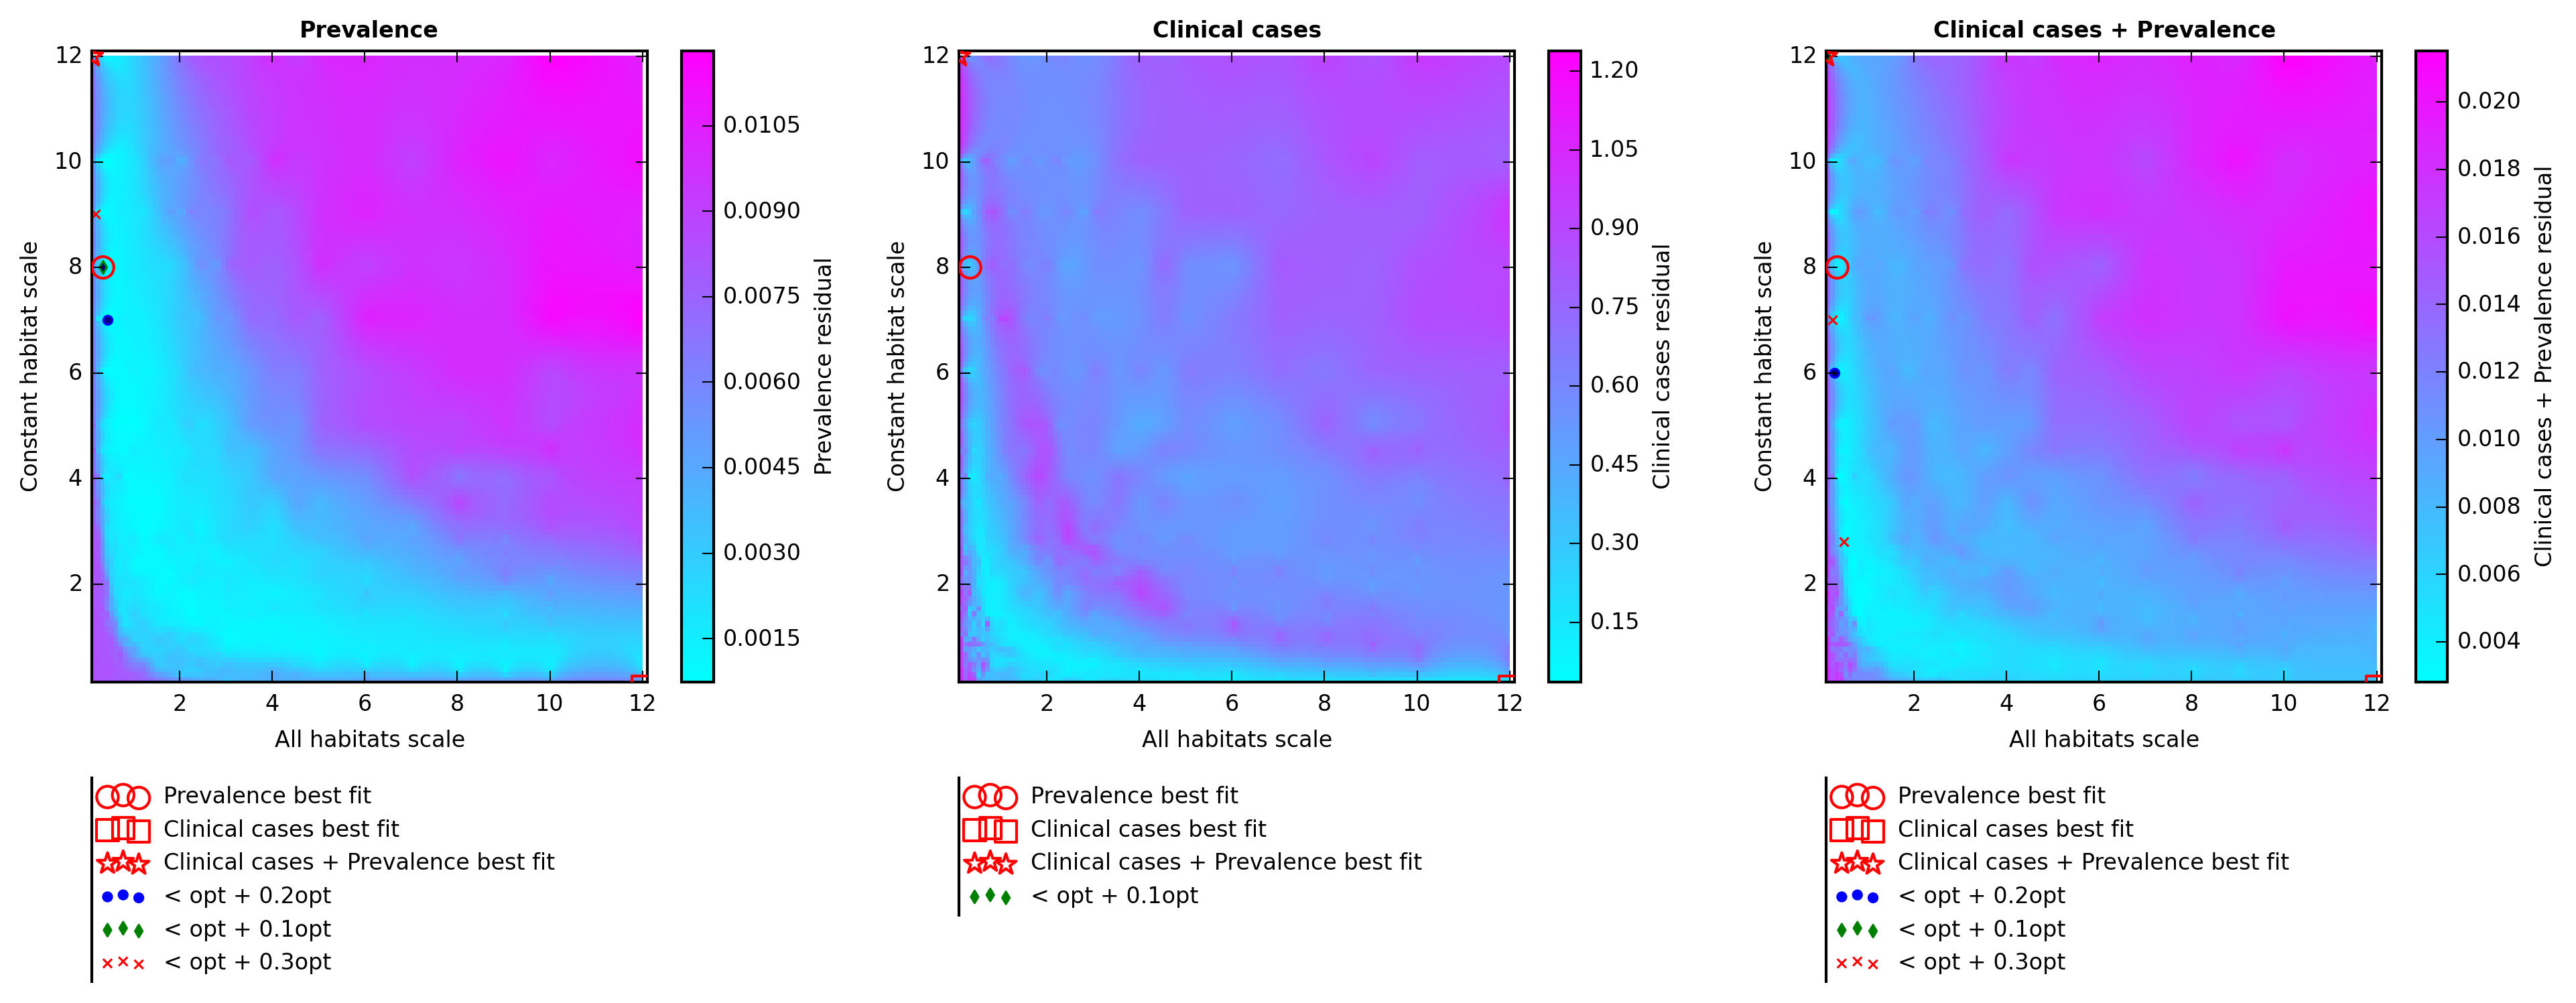 Prevalence
12
10
8
6
4
2
Constant habitat scale
2 4 6 8 10 12
All habitats scale
0.0105
0.0090
0.0075
0.0060
0.0045
0.0030
0.0015
Prevalence residual
Prevalence best fit
Clinical cases best fit
Clinical cases + Prevalence best fit
< opt + 0.2opt
< opt + 0.1opt
< opt + 0.3opt
Clinical cases
12
10
8
6
4
2
Constant habitat scale
2 4 6 8 10 12
All habitats scale
1.20
1.05
0.90
0.75
0.60
0.45
0.30
0.15
Clinical cases residual
Prevalence best fit
Clinical cases best fit
Clinical cases + Prevalence best fit
< opt + 0.1opt
Clinical cases + Prevalence
12
10
8
6
4
2
Constant habitat scale
2 4 6 8 10 12
All habitats scale
0.020
0.018
0.016
0.014
0.012
0.010
0.008
0.006
0.004
Clinical cases + Prevalence residual
Prevalence best fit
Clinical cases best fit
Clinical cases + Prevalence best fit
< opt + 0.2opt
< opt + 0.1opt
< opt + 0.3opt